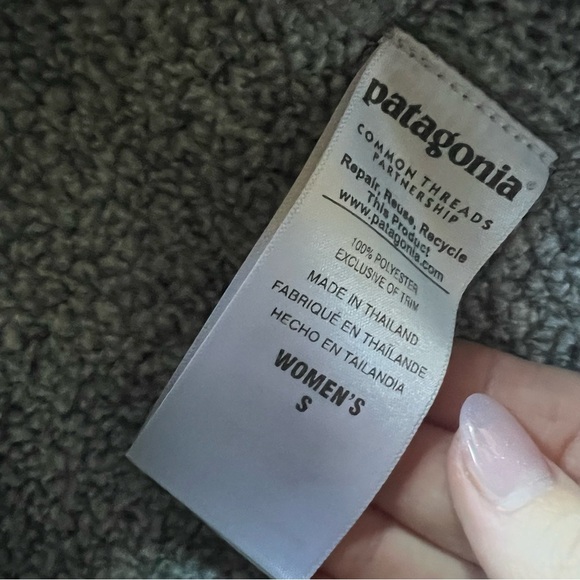 patagonia®
COMMON THREADS
PARTNERSHIP
Repair, Reuse, Recycle
This Product
www.patagonia.com
100% POLYESTER
EXCLUSIVE OF TRIM
MADE IN THAILAND
FABRIQUÉ EN THAÏLANDE
HECHO EN TAILANDIA
WOMEN'S
S